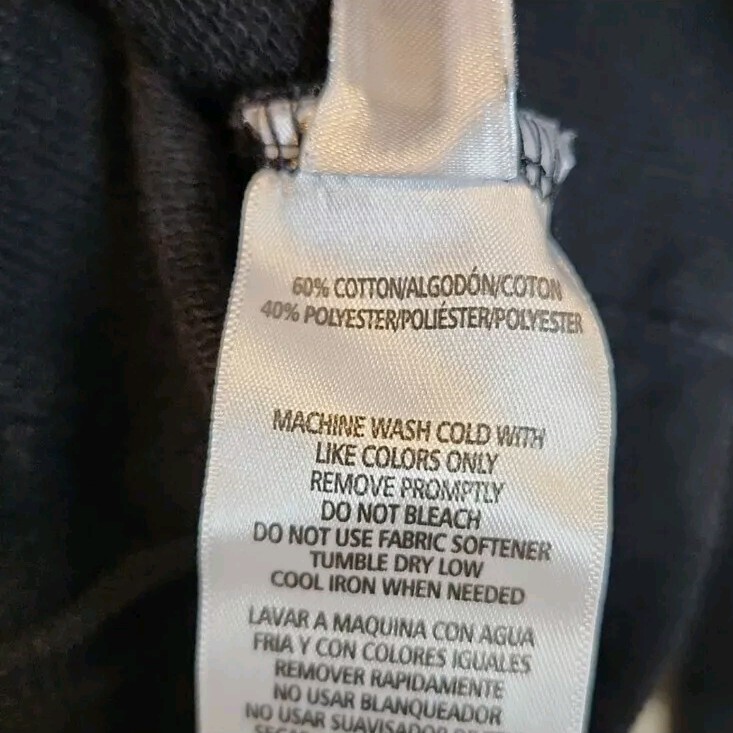 60% COTTON/ALGODÓN/COTON
40% POLYESTER/POLIÉSTER/POLYESTER
MACHINE WASH COLD WITH
LIKE COLORS ONLY
REMOVE PROMPTLY
DO NOT BLEACH
DO NOT USE FABRIC SOFTENER
TUMBLE DRY LOW
COOL IRON WHEN NEEDED
LAVAR A MAQUINA CON AGUA
FRIA Y CON COLORES IGUALES
REMOVER RAPIDAMENTE
NO USAR BLANQUEADOR
NO USAR SUAVISADOR